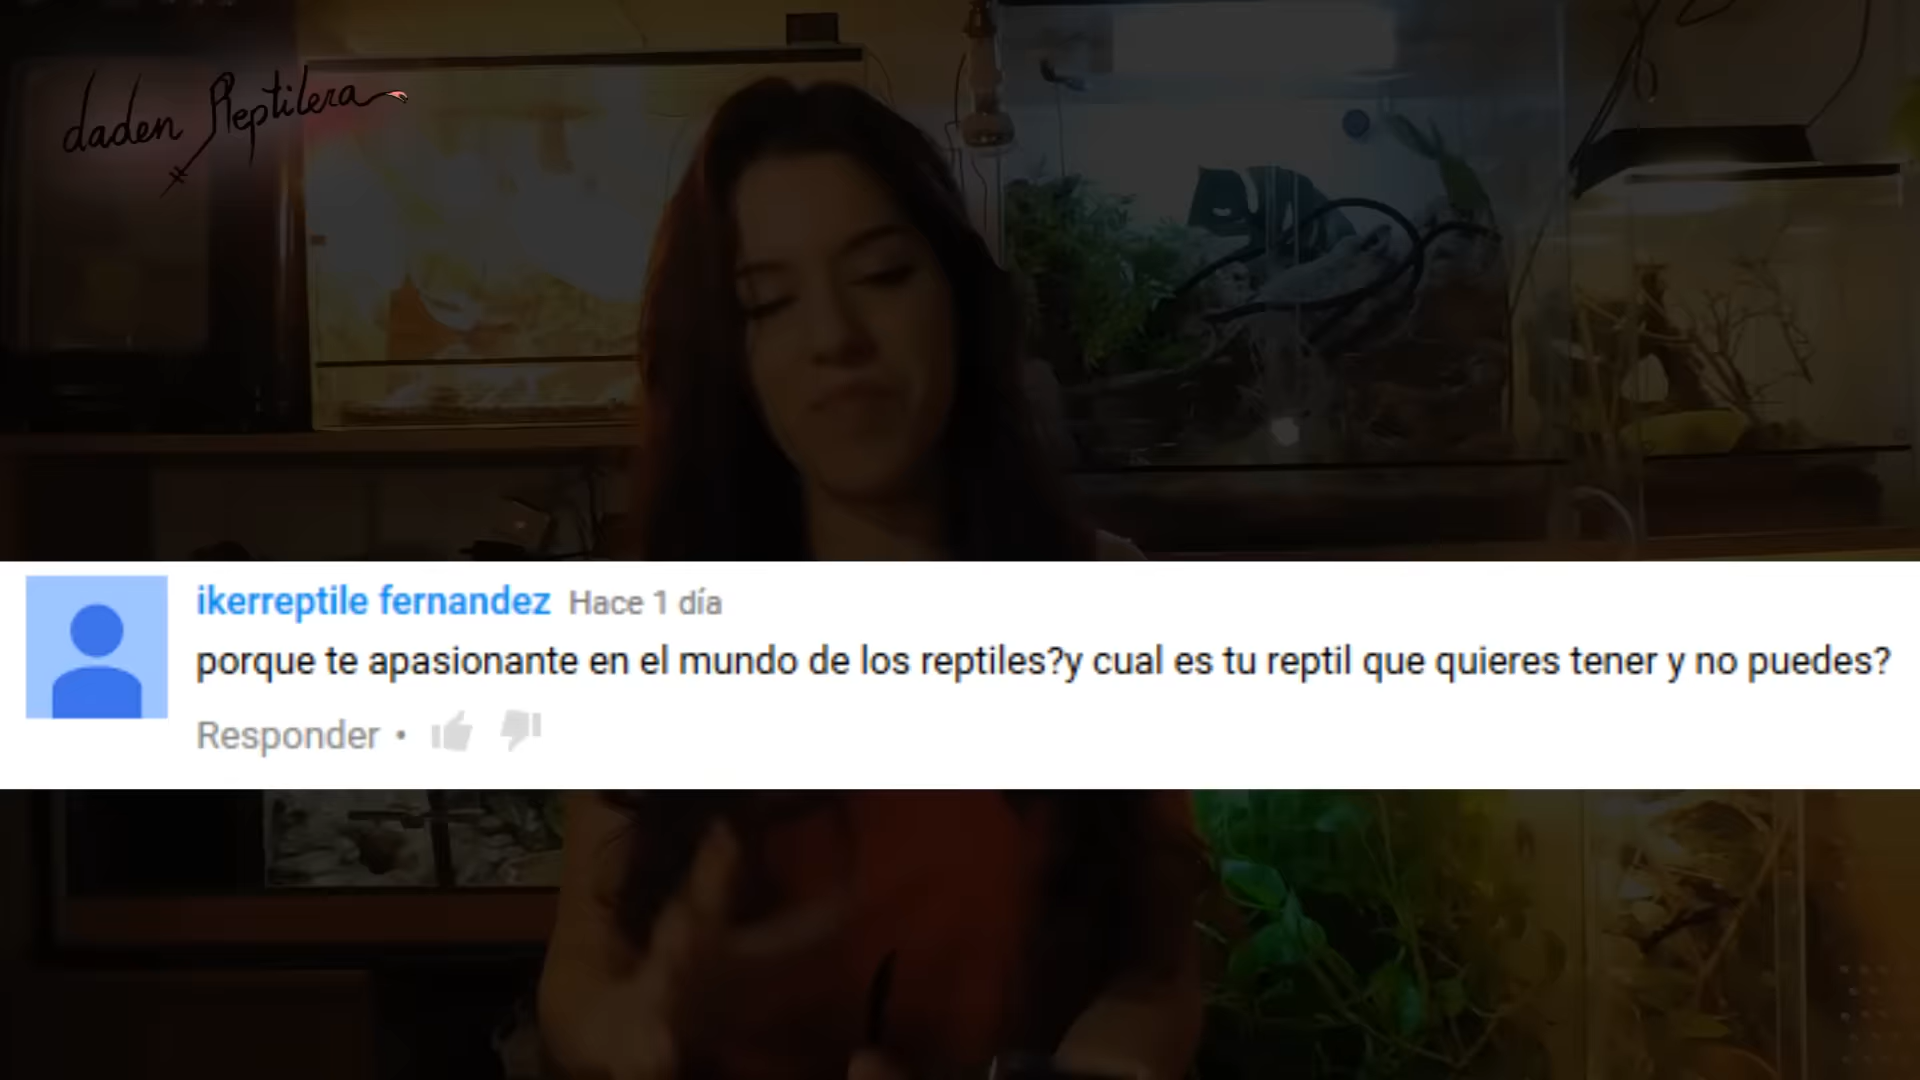 daden Reptilera
ikerreptile fernandez Hace 1 día
porque te apasionante en el mundo de los reptiles?y cual es tu reptil que quieres tener y no puedes?
Responder •